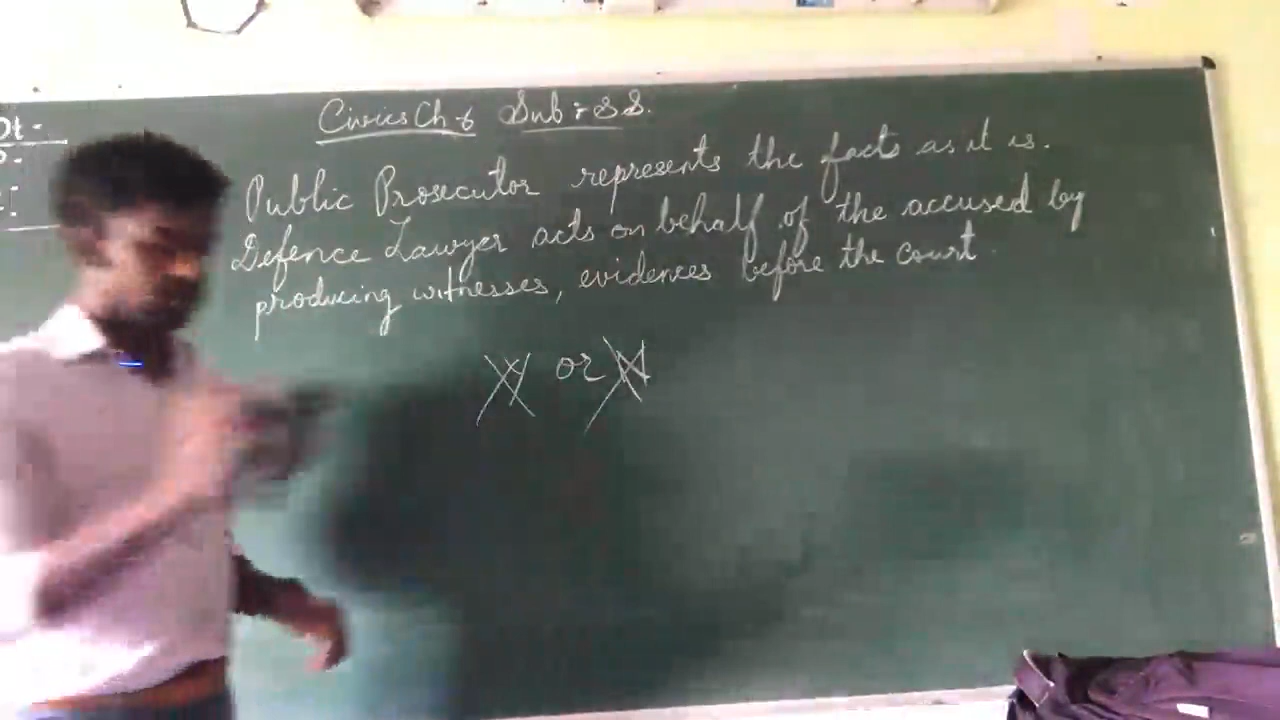 Dt -
Civics Ch 6 Sub : S S.
Public Prosecutor represents the facts as it is.
Defence Lawyer acts on behalf of the accused by
producing witnesses, evidences before the court.
or